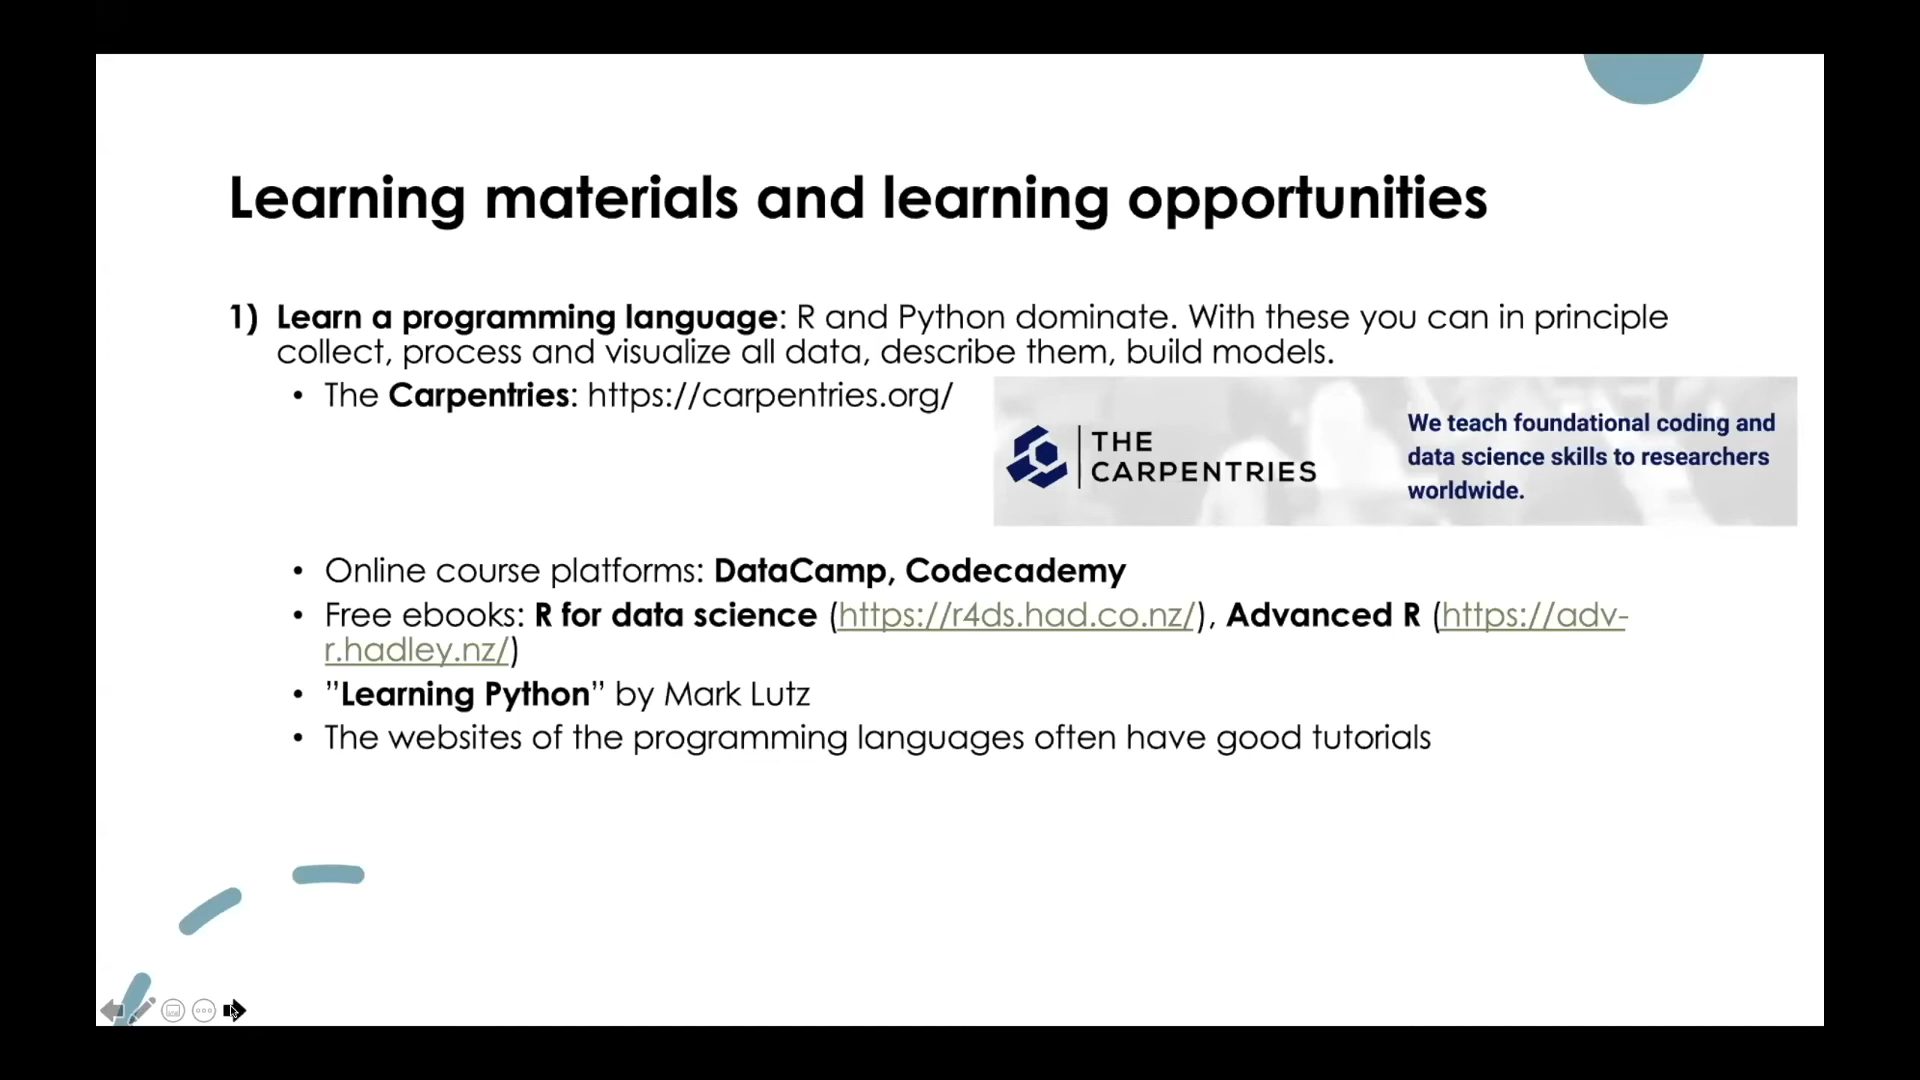 Learning materials and learning opportunities
1) Learn a programming language: R and Python dominate. With these you can in principle
collect, process and visualize all data, describe them, build models.
• The Carpentries: https://carpentries.org/
THE
CARPENTRIES
We teach foundational coding and
data science skills to researchers
worldwide.
• Online course platforms: DataCamp, Codecademy
• Free ebooks: R for data science (https://r4ds.had.co.nz/), Advanced R (https://adv-
r.hadley.nz/)
• ”Learning Python” by Mark Lutz
• The websites of the programming languages often have good tutorials